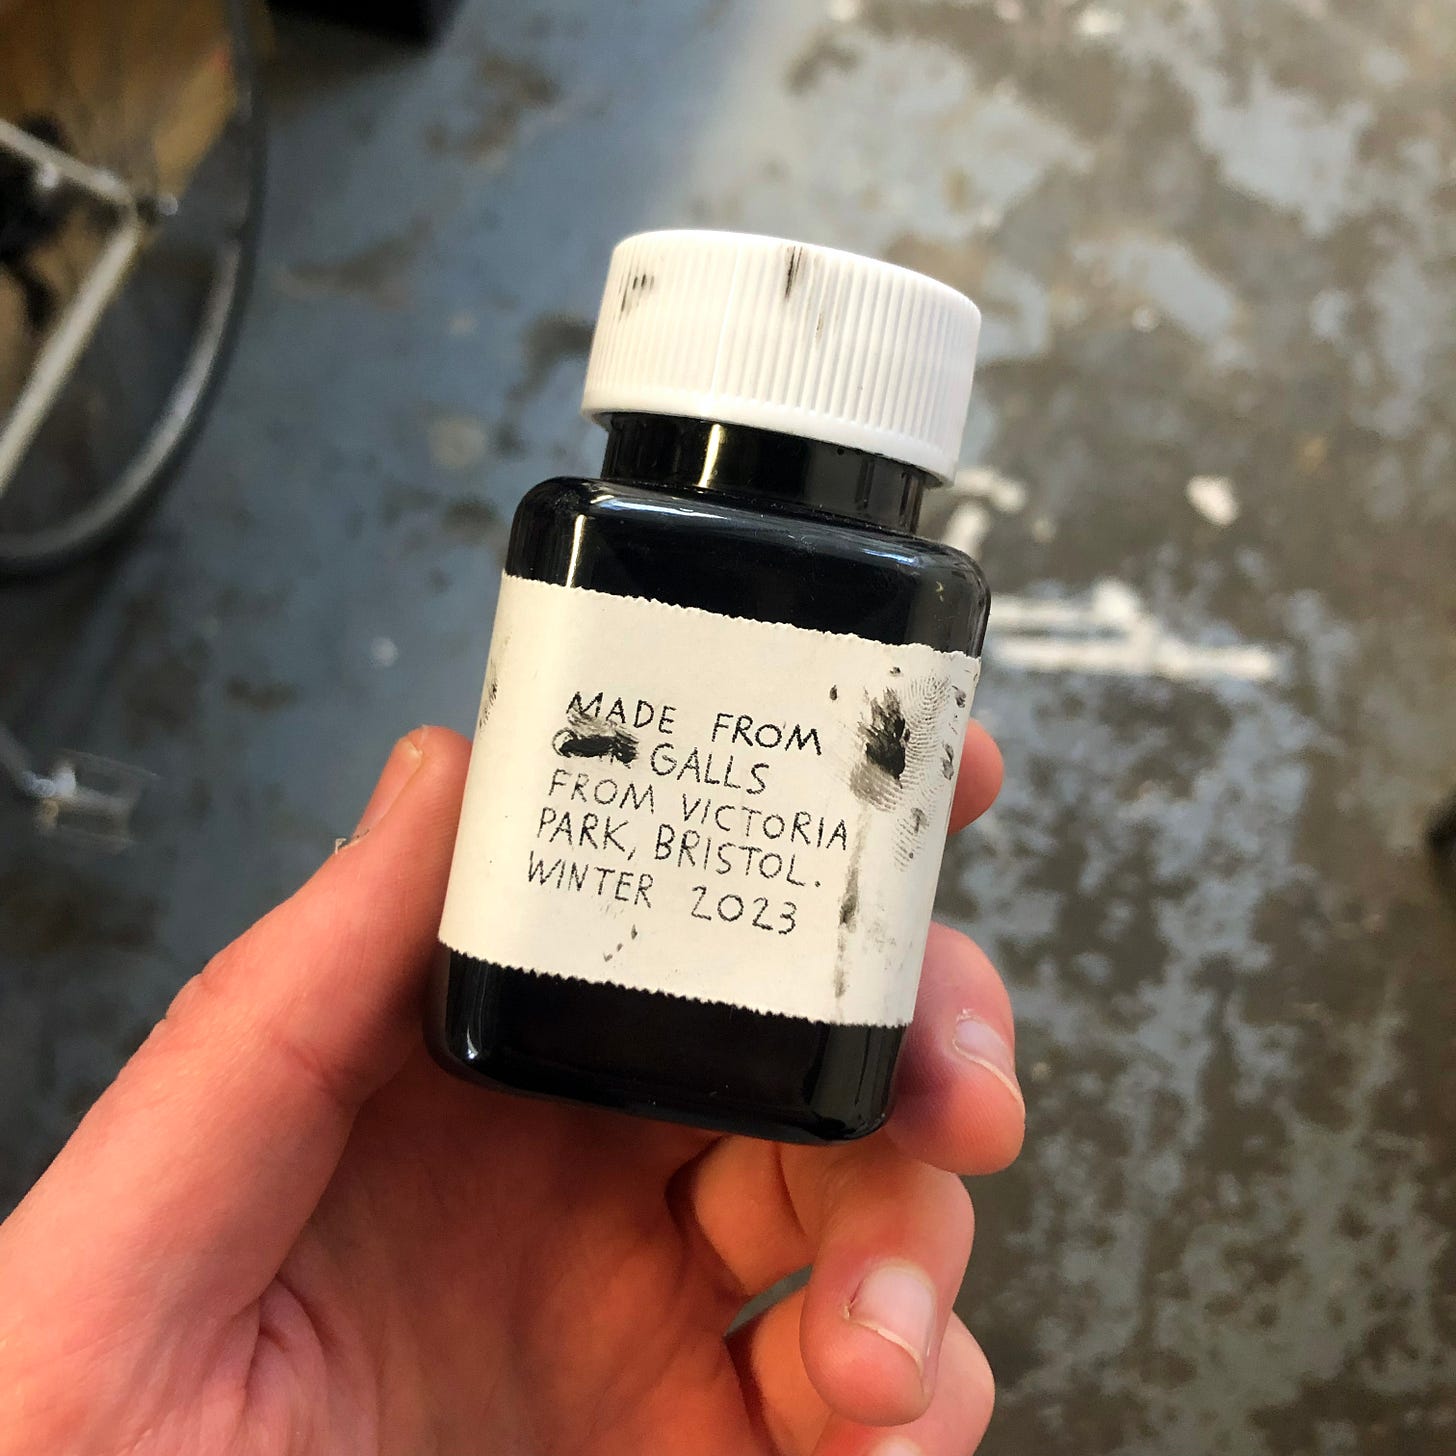 MADE FROM
GALLS
FROM VICTORIA
PARK, BRISTOL.
WINTER 2023